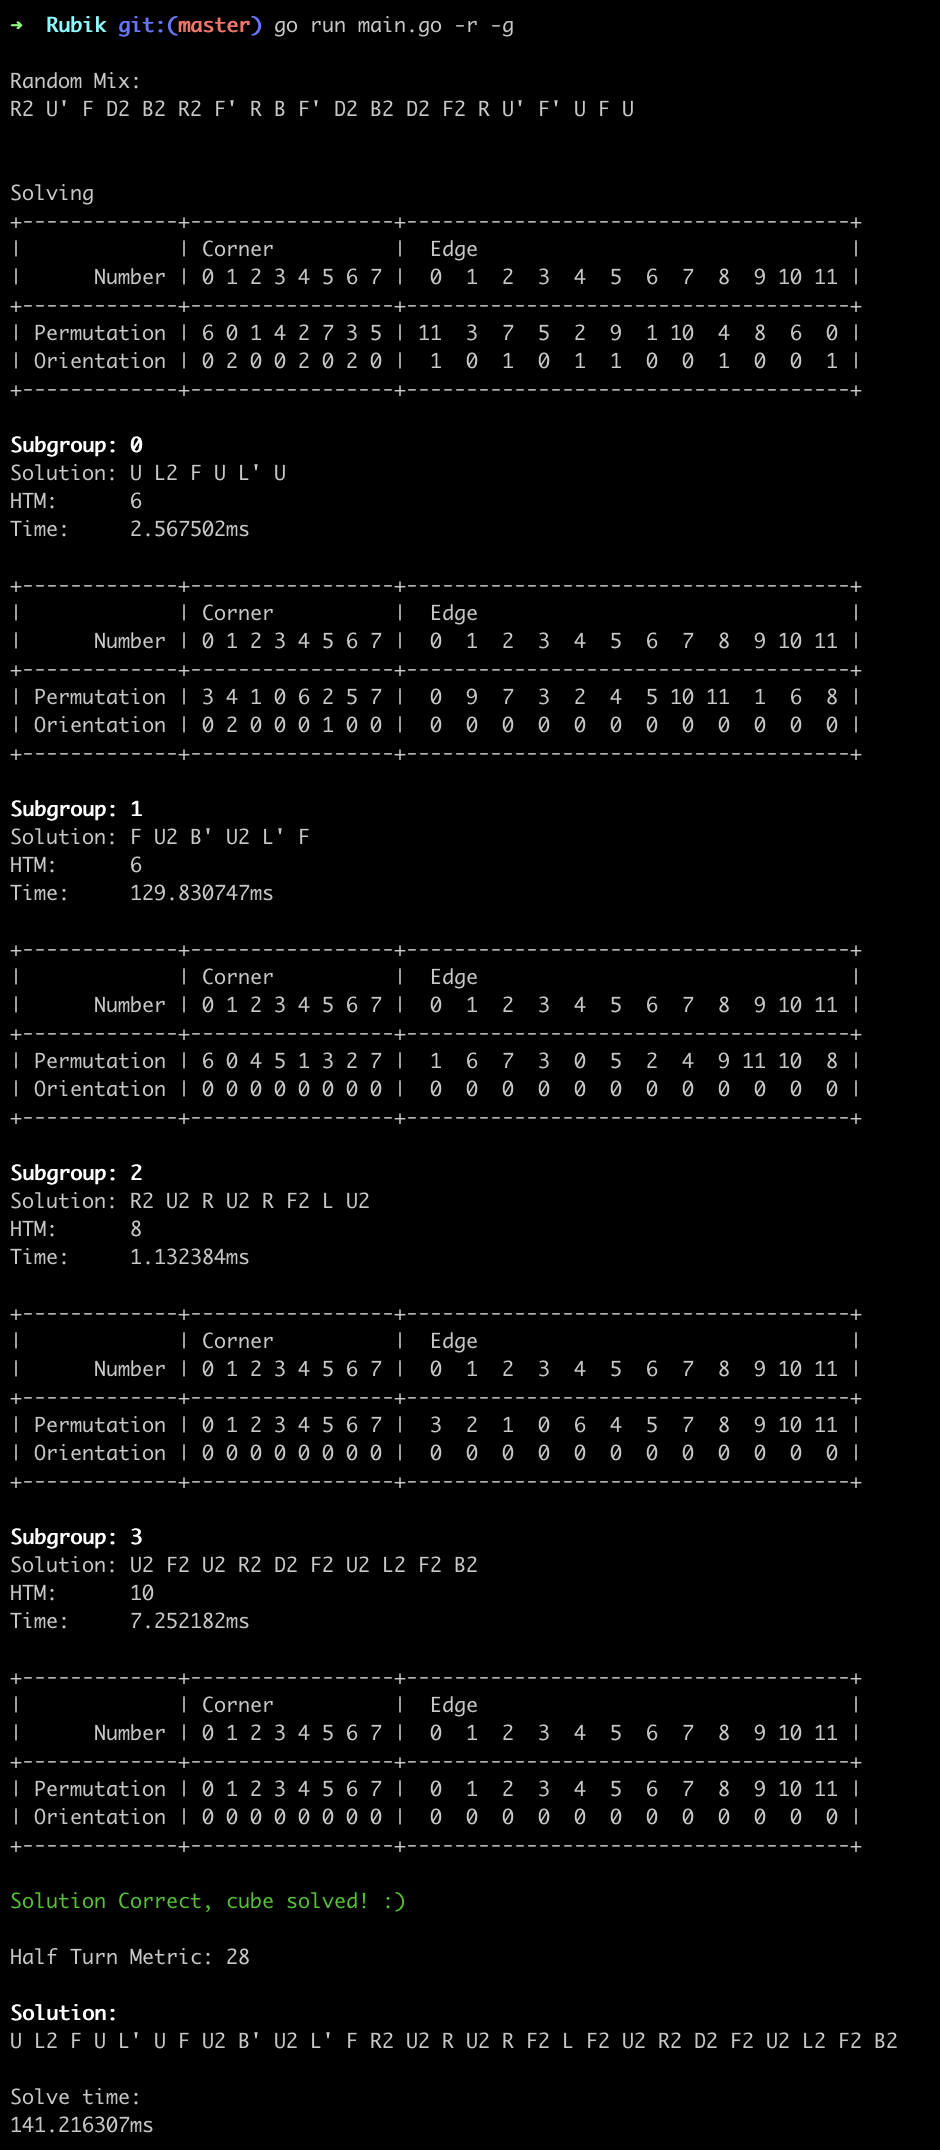 ➜  Rubik git:(master) go run main.go -r -g

Random Mix:
R2 U' F D2 B2 R2 F' R B F' D2 B2 D2 F2 R U' F' U F U


Solving
+-------------+-----------------+-------------------------------------+
|             | Corner          |  Edge                               |
|      Number | 0 1 2 3 4 5 6 7 |  0  1  2  3  4  5  6  7  8  9 10 11 |
+-------------+-----------------+-------------------------------------+
| Permutation | 6 0 1 4 2 7 3 5 | 11  3  7  5  2  9  1 10  4  8  6  0 |
| Orientation | 0 2 0 0 2 0 2 0 |  1  0  1  0  1  1  0  0  1  0  0  1 |
+-------------+-----------------+-------------------------------------+

Subgroup: 0
Solution: U L2 F U L' U
HTM:      6
Time:     2.567502ms

+-------------+-----------------+-------------------------------------+
|             | Corner          |  Edge                               |
|      Number | 0 1 2 3 4 5 6 7 |  0  1  2  3  4  5  6  7  8  9 10 11 |
+-------------+-----------------+-------------------------------------+
| Permutation | 3 4 1 0 6 2 5 7 |  0  9  7  3  2  4  5 10 11  1  6  8 |
| Orientation | 0 2 0 0 0 1 0 0 |  0  0  0  0  0  0  0  0  0  0  0  0 |
+-------------+-----------------+-------------------------------------+

Subgroup: 1
Solution: F U2 B' U2 L' F
HTM:      6
Time:     129.830747ms

+-------------+-----------------+-------------------------------------+
|             | Corner          |  Edge                               |
|      Number | 0 1 2 3 4 5 6 7 |  0  1  2  3  4  5  6  7  8  9 10 11 |
+-------------+-----------------+-------------------------------------+
| Permutation | 6 0 4 5 1 3 2 7 |  1  6  7  3  0  5  2  4  9 11 10  8 |
| Orientation | 0 0 0 0 0 0 0 0 |  0  0  0  0  0  0  0  0  0  0  0  0 |
+-------------+-----------------+-------------------------------------+

Subgroup: 2
Solution: R2 U2 R U2 R F2 L U2
HTM:      8
Time:     1.132384ms

+-------------+-----------------+-------------------------------------+
|             | Corner          |  Edge                               |
|      Number | 0 1 2 3 4 5 6 7 |  0  1  2  3  4  5  6  7  8  9 10 11 |
+-------------+-----------------+-------------------------------------+
| Permutation | 0 1 2 3 4 5 6 7 |  3  2  1  0  6  4  5  7  8  9 10 11 |
| Orientation | 0 0 0 0 0 0 0 0 |  0  0  0  0  0  0  0  0  0  0  0  0 |
+-------------+-----------------+-------------------------------------+

Subgroup: 3
Solution: U2 F2 U2 R2 D2 F2 U2 L2 F2 B2
HTM:      10
Time:     7.252182ms

+-------------+-----------------+-------------------------------------+
|             | Corner          |  Edge                               |
|      Number | 0 1 2 3 4 5 6 7 |  0  1  2  3  4  5  6  7  8  9 10 11 |
+-------------+-----------------+-------------------------------------+
| Permutation | 0 1 2 3 4 5 6 7 |  0  1  2  3  4  5  6  7  8  9 10 11 |
| Orientation | 0 0 0 0 0 0 0 0 |  0  0  0  0  0  0  0  0  0  0  0  0 |
+-------------+-----------------+-------------------------------------+

Solution Correct, cube solved! :)

Half Turn Metric: 28

Solution:
U L2 F U L' U F U2 B' U2 L' F R2 U2 R U2 R F2 L F2 U2 R2 D2 F2 U2 L2 F2 B2

Solve time:
141.216307ms